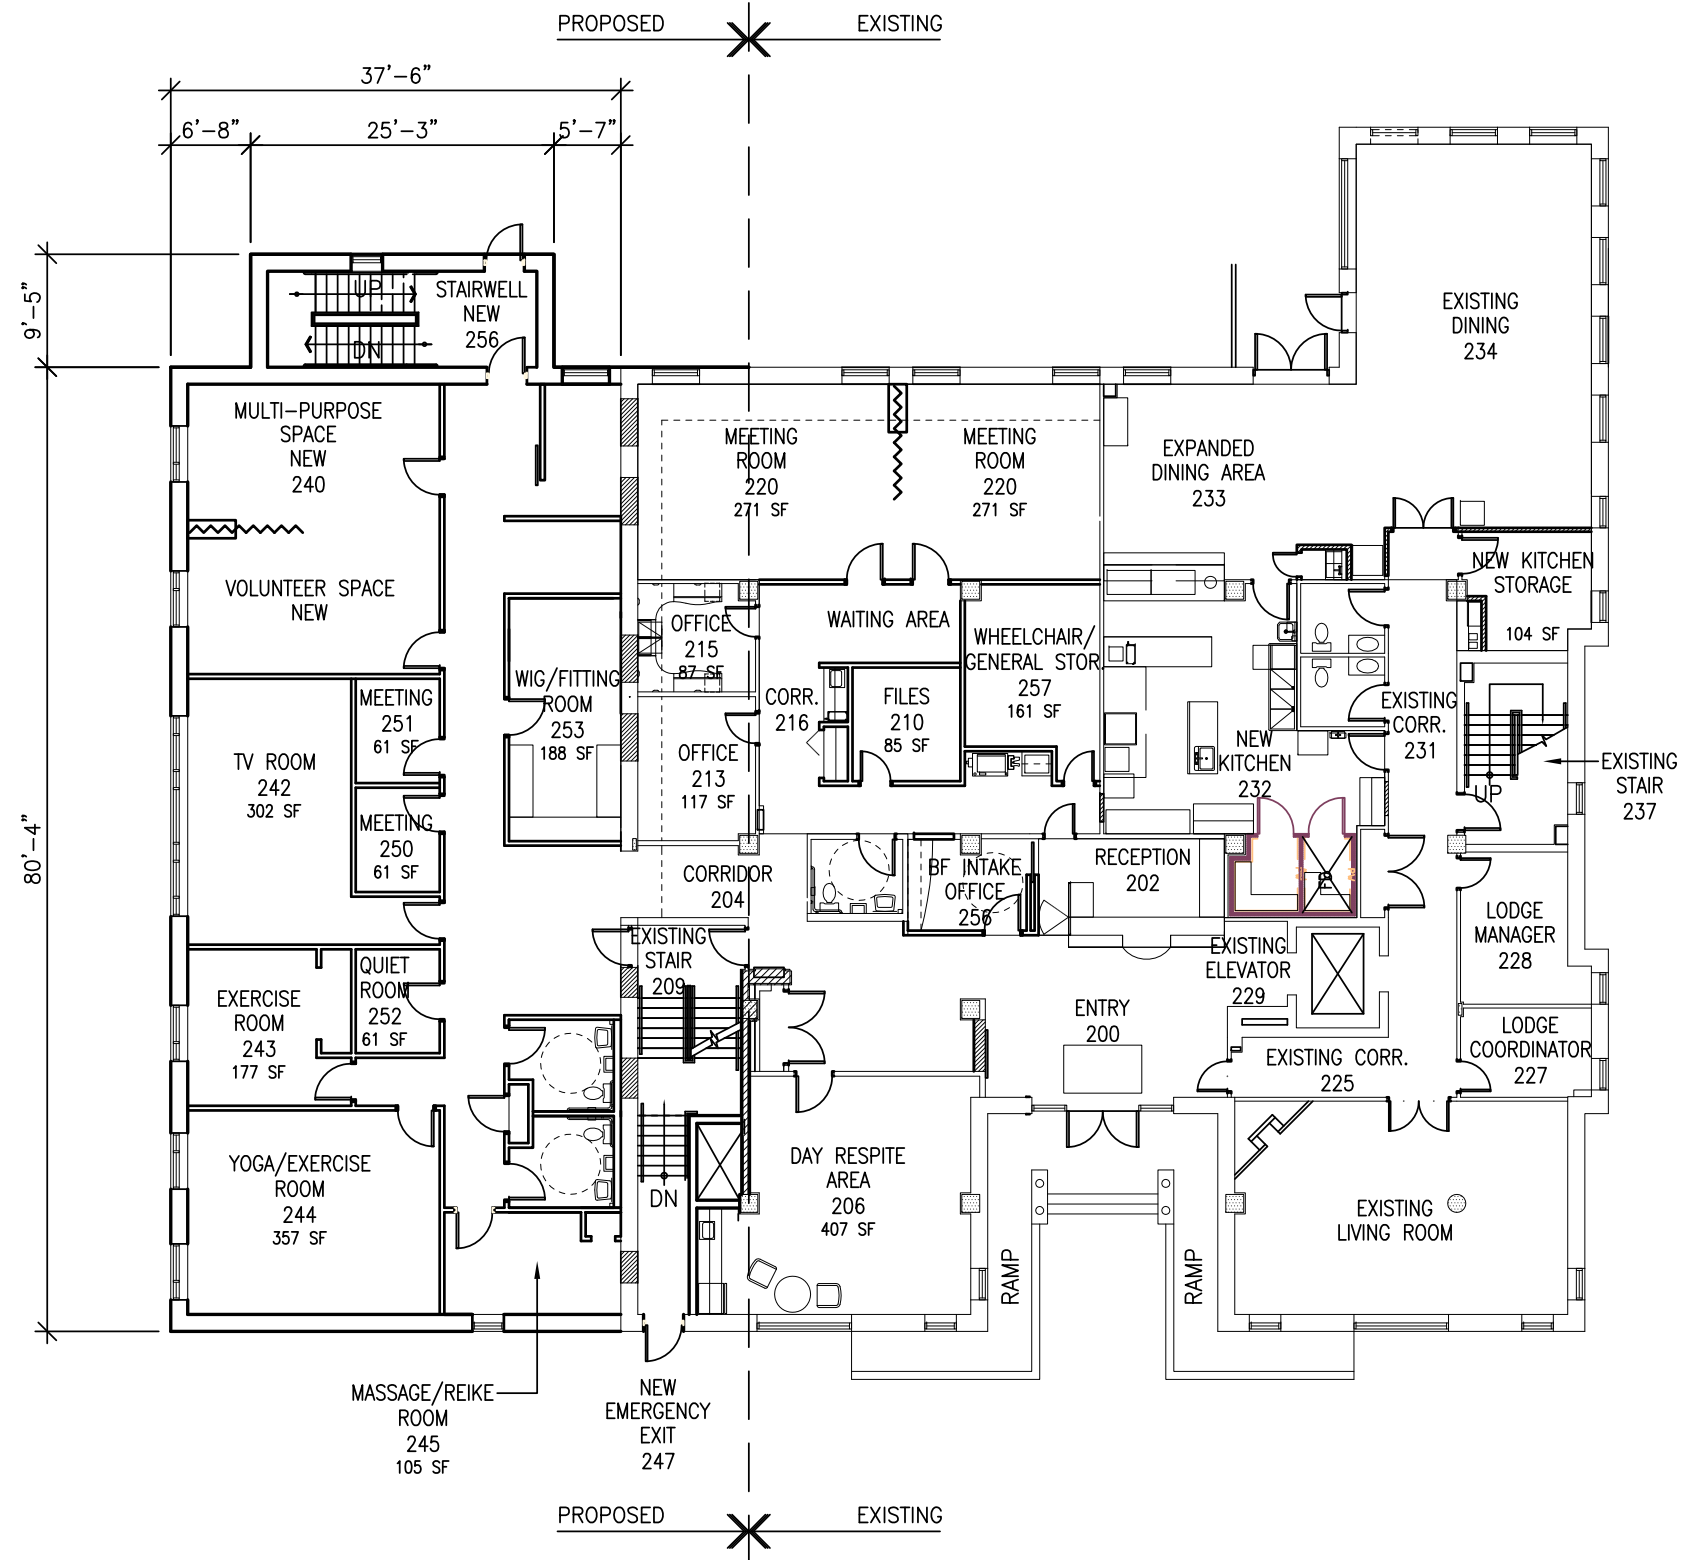 PROPOSED
EXISTING
37'-6"
6'-8"
25'-3"
5'-7"
9'-5"
80'-4"
UP
DN
STAIRWELL
NEW
256
MULTI-PURPOSE
SPACE
NEW
240
VOLUNTEER SPACE
NEW
MEETING
ROOM
220
271 SF
MEETING
ROOM
220
271 SF
EXISTING
DINING
234
EXPANDED
DINING AREA
233
NEW KITCHEN
STORAGE
104 SF
OFFICE
215
87 SF
WAITING AREA
WHEELCHAIR/
GENERAL STOR.
257
161 SF
WIG/FITTING
ROOM
253
188 SF
MEETING
251
61 SF
CORR.
216
FILES
210
85 SF
EXISTING
CORR.
231
TV ROOM
242
302 SF
OFFICE
213
117 SF
NEW
KITCHEN
232
UP
EXISTING
STAIR
237
MEETING
250
61 SF
CORRIDOR
204
BF INTAKE
OFFICE
256
RECEPTION
202
LODGE
MANAGER
228
EXISTING
STAIR
209
EXISTING
ELEVATOR
229
QUIET
ROOM
252
61 SF
EXERCISE
ROOM
243
177 SF
ENTRY
200
EXISTING CORR.
225
LODGE
COORDINATOR
227
YOGA/EXERCISE
ROOM
244
357 SF
DN
DAY RESPITE
AREA
206
407 SF
EXISTING
LIVING ROOM
RAMP
RAMP
MASSAGE/REIKE
ROOM
245
105 SF
NEW
EMERGENCY
EXIT
247
PROPOSED
EXISTING